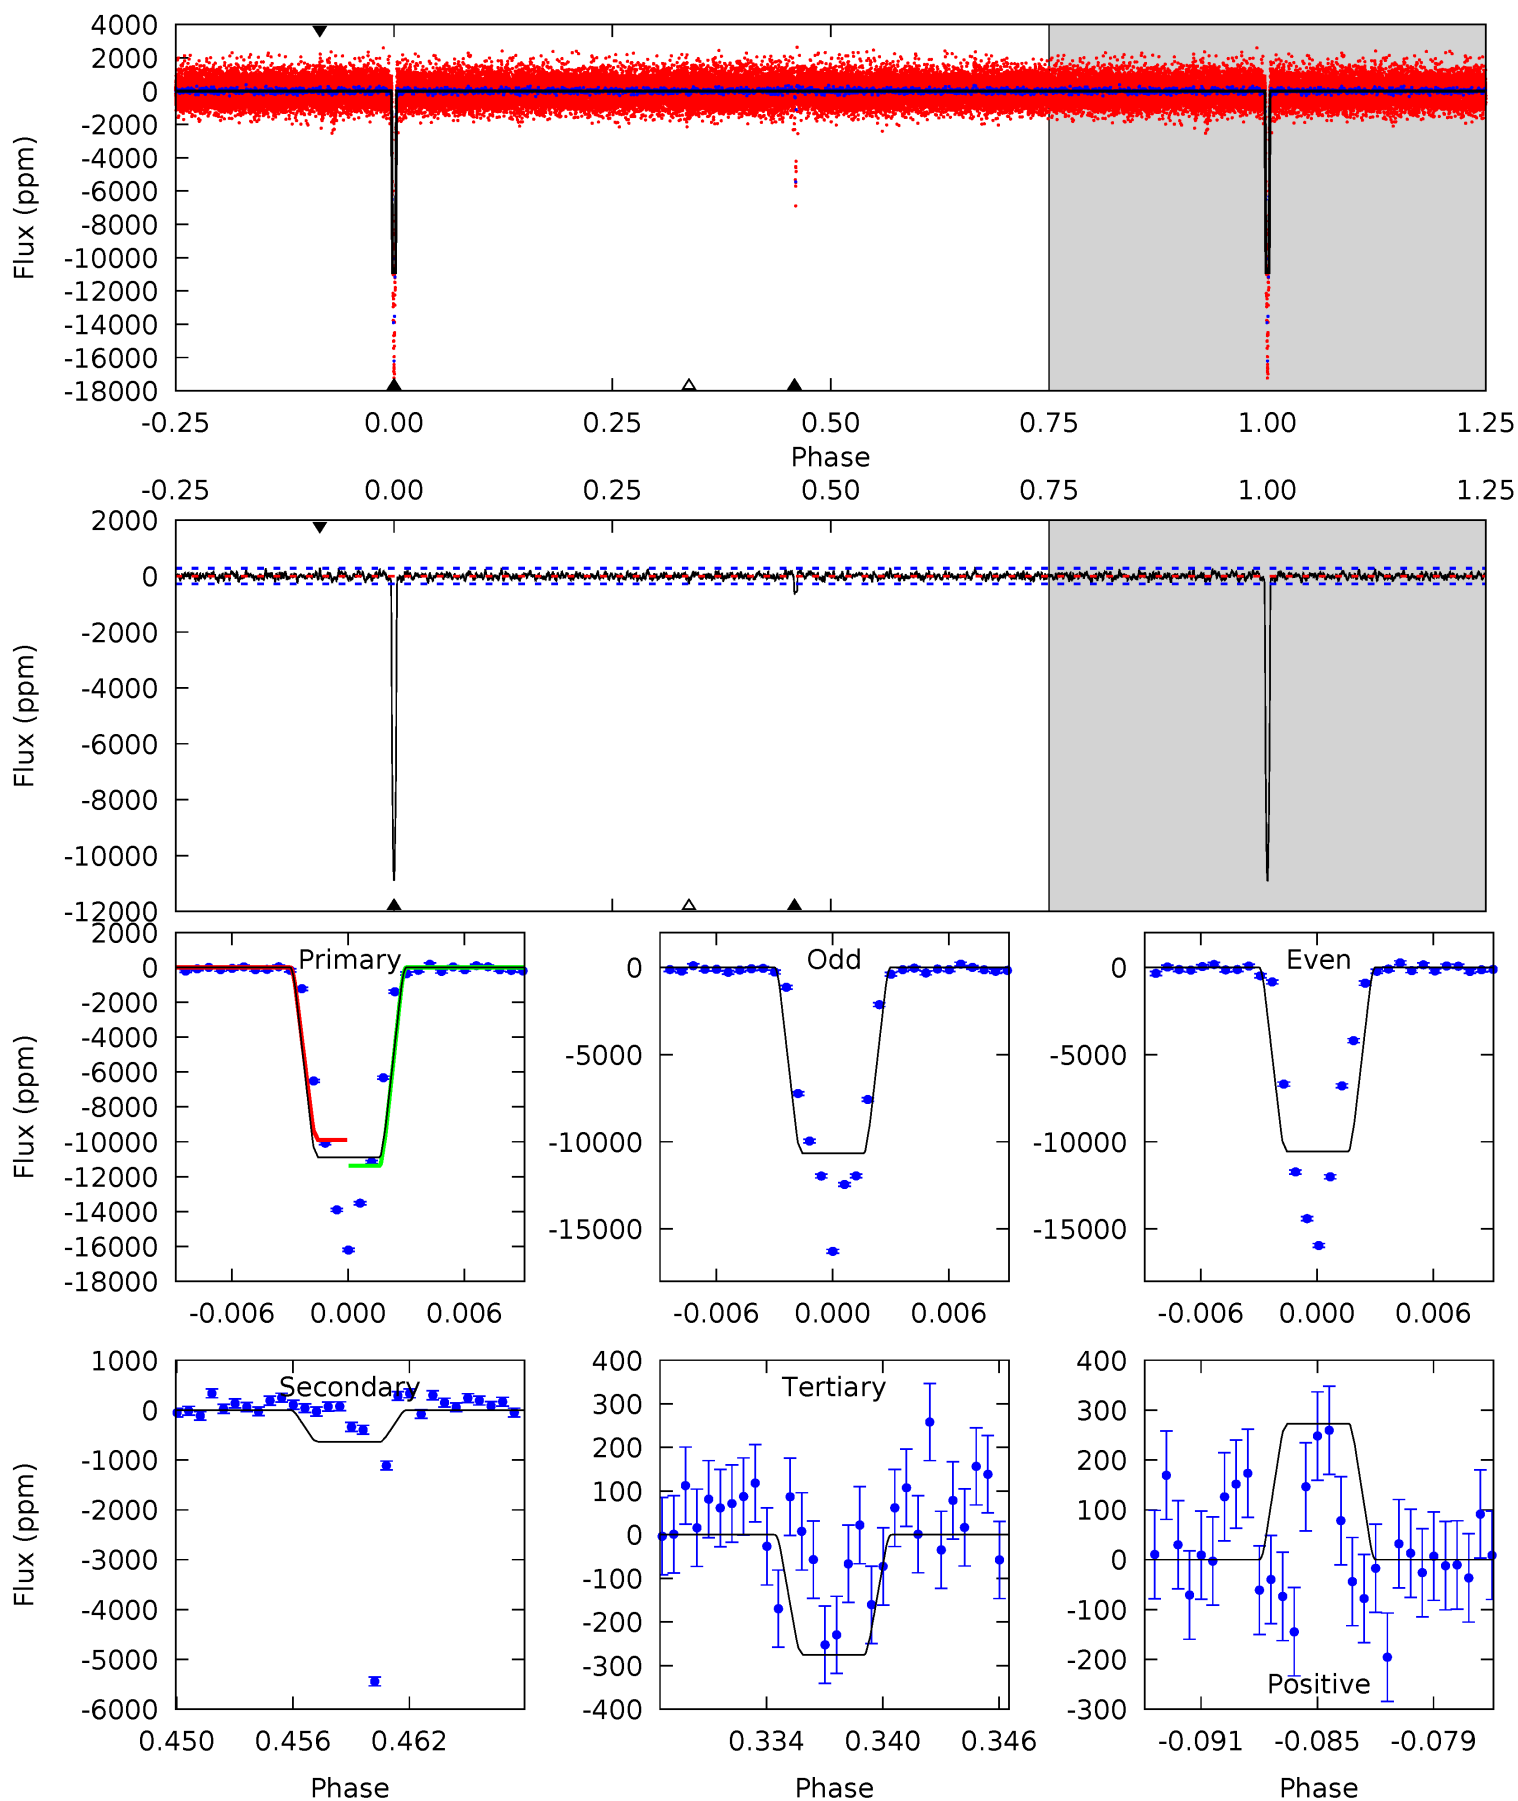 4000
2000
0
-2000
-4000
-6000
-8000
-10000
-12000
-14000
-16000
-18000
Flux (ppm)
-0.25 0.00 0.25 0.50 0.75 1.00 1.25
Phase
-0.25 0.00 0.25 0.50 0.75 1.00 1.25
2000
0
-2000
-4000
-6000
-8000
-10000
-12000
Flux (ppm)
Primary
2000
0
-2000
-4000
-6000
-8000
-10000
-12000
-14000
-16000
-18000
Flux (ppm)
-0.006 0.000 0.006
Odd
0
-5000
-10000
-15000
-0.006 0.000 0.006
Even
0
-5000
-10000
-15000
-0.006 0.000 0.006
Secondary
1000
0
-1000
-2000
-3000
-4000
-5000
-6000
Flux (ppm)
0.450 0.456 0.462
Phase
Tertiary
400
300
200
100
0
-100
-200
-300
-400
0.334 0.340 0.346
Phase
400
300
200
100
0
-100
-200
-300
Positive
-0.091 -0.085 -0.079
Phase